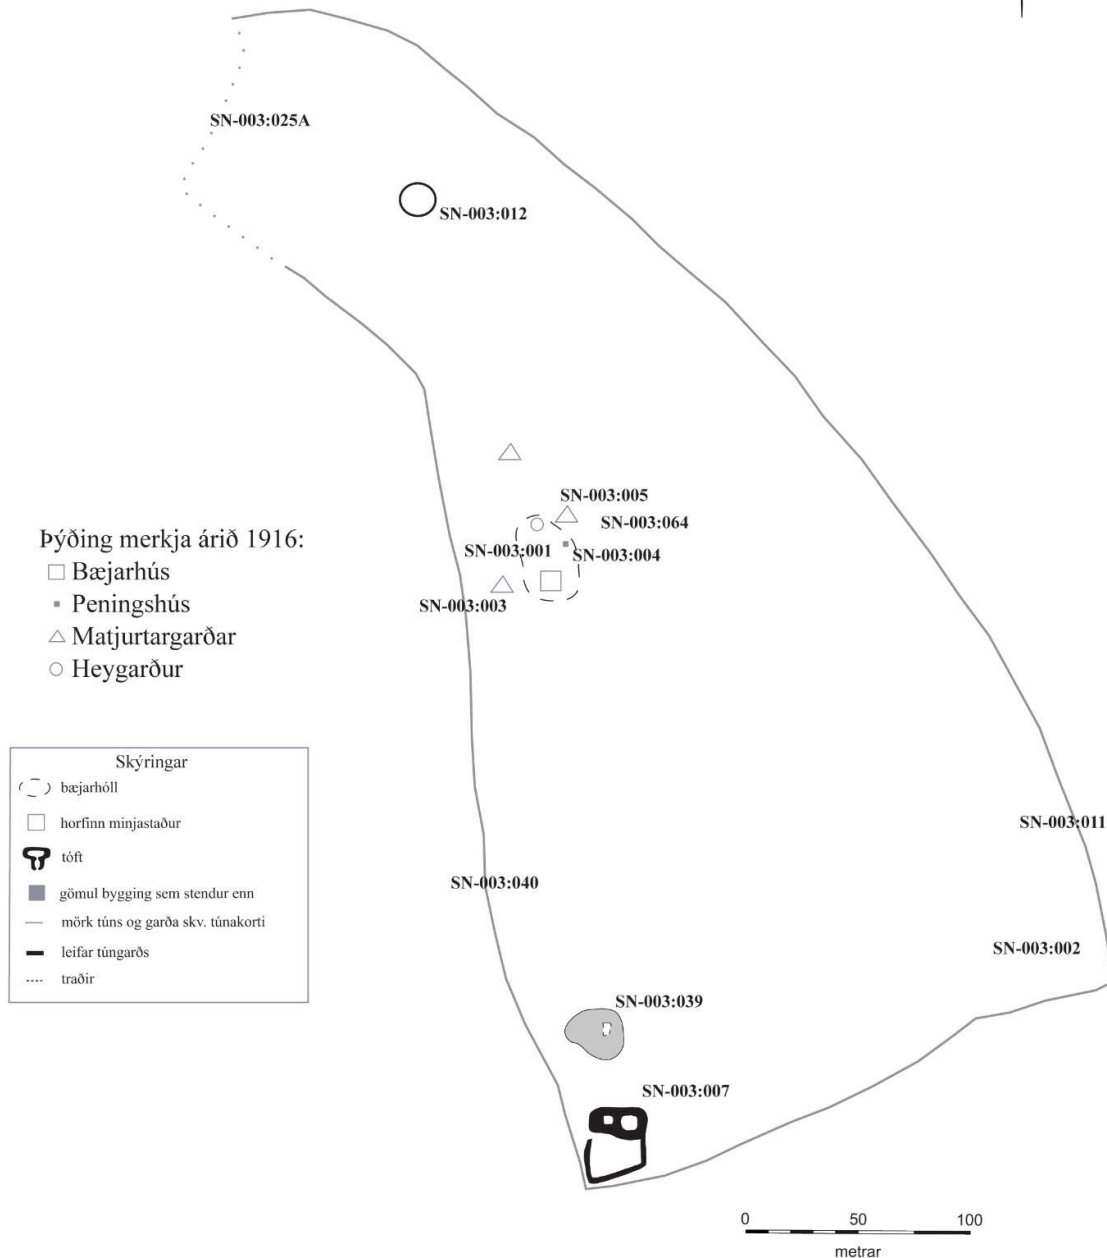 SN-003:025A
SN-003:012
SN-003:005
SN-003:064
SN-003:001
SN-003:004
SN-003:003
Þýðing merkja árið 1916:
Bæjarhús
Peningshús
Matjurtargarðar
Heygarður
Skýringar
bæjarhóll
horfinn minjastaður
tóft
gömul bygging sem stendur enn
mörk túns og garða skv. túnakorti
leifar túngarðs
traðir
SN-003:011
SN-003:040
SN-003:002
SN-003:039
SN-003:007
0 50 100
metrar